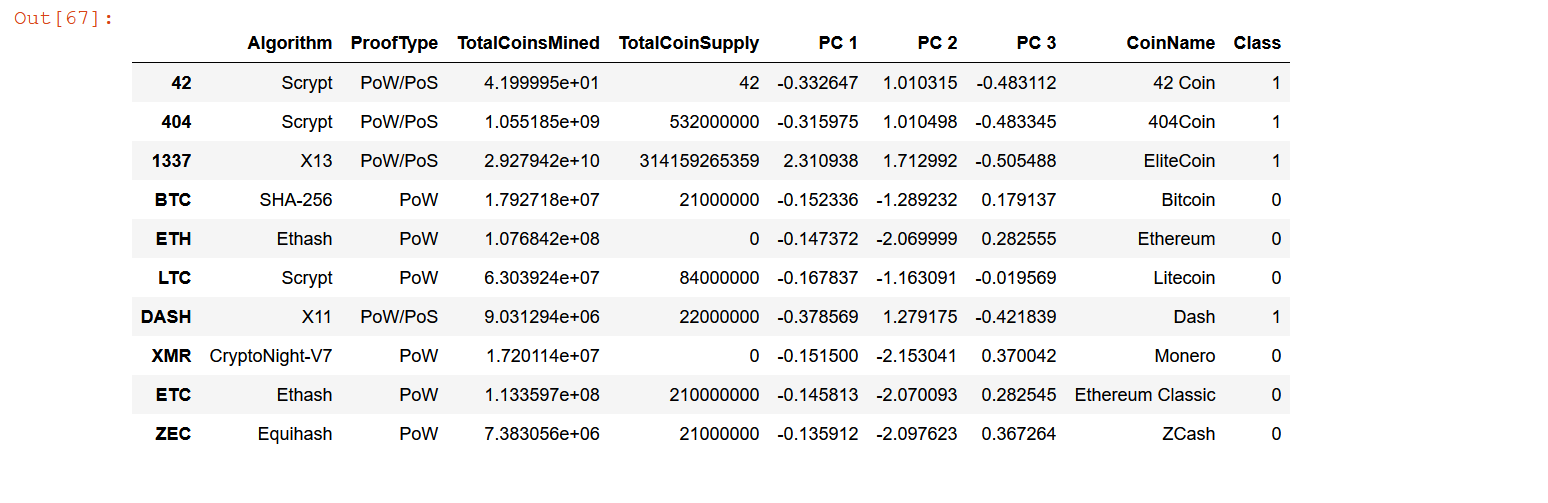 Out[67]:
Algorithm ProofType TotalCoinsMined TotalCoinSupply PC 1 PC 2 PC 3 CoinName Class
42 Scrypt PoW/PoS 4.199995e+01 42 -0.332647 1.010315 -0.483112 42 Coin 1
404 Scrypt PoW/PoS 1.055185e+09 532000000 -0.315975 1.010498 -0.483345 404Coin 1
1337 X13 PoW/PoS 2.927942e+10 314159265359 2.310938 1.712992 -0.505488 EliteCoin 1
BTC SHA-256 PoW 1.792718e+07 21000000 -0.152336 -1.289232 0.179137 Bitcoin 0
ETH Ethash PoW 1.076842e+08 0 -0.147372 -2.069999 0.282555 Ethereum 0
LTC Scrypt PoW 6.303924e+07 84000000 -0.167837 -1.163091 -0.019569 Litecoin 0
DASH X11 PoW/PoS 9.031294e+06 22000000 -0.378569 1.279175 -0.421839 Dash 1
XMR CryptoNight-V7 PoW 1.720114e+07 0 -0.151500 -2.153041 0.370042 Monero 0
ETC Ethash PoW 1.133597e+08 210000000 -0.145813 -2.070093 0.282545 Ethereum Classic 0
ZEC Equihash PoW 7.383056e+06 21000000 -0.135912 -2.097623 0.367264 ZCash 0